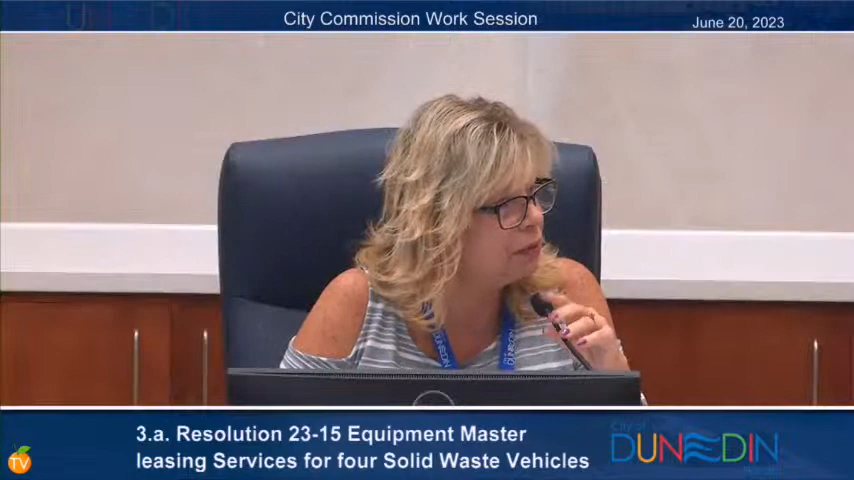 City Commission Work Session
June 20, 2023
3.a. Resolution 23-15 Equipment Master
leasing Services for four Solid Waste Vehicles
City of
DUNEDIN
TV